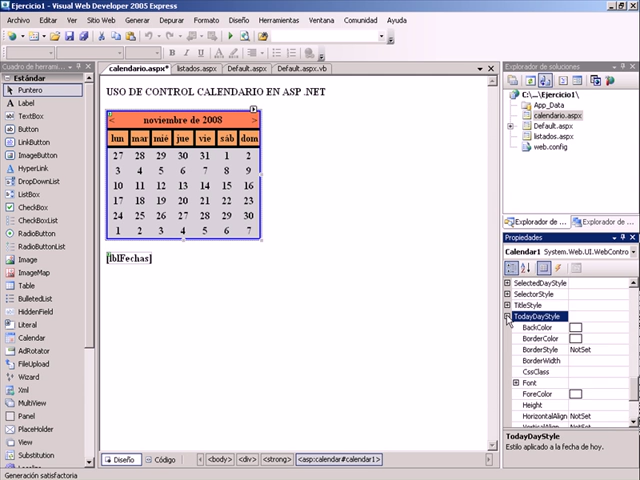 Ejercicio1 - Visual Web Developer 2005 Express
Archivo Editar Ver Sitio Web Generar Depurar Formato Diseño Herramientas Ventana Comunidad Ayuda
Cuadro de herrami...
Estándar
Puntero
Label
TextBox
Button
LinkButton
ImageButton
HyperLink
DropDownList
ListBox
CheckBox
CheckBoxList
RadioButton
RadioButtonList
Image
ImageMap
Table
BulletedList
HiddenField
Literal
Calendar
AdRotator
FileUpload
Wizard
Xml
MultiView
Panel
PlaceHolder
View
Substitution
calendario.aspx* listados.aspx Default.aspx Default.aspx.vb
USO DE CONTROL CALENDARIO EN ASP .NET
< noviembre de 2008 >
lun mar mié jue vie sáb dom
27 28 29 30 31 1 2
3 4 5 6 7 8 9
10 11 12 13 14 15 16
17 18 19 20 21 22 23
24 25 26 27 28 29 30
1 2 3 4 5 6 7
[lblFechas]
Diseño Código <body> <div> <strong> <asp:calendar#calendar1>
Explorador de soluciones
C:\...\Ejercicio1\
App_Data
calendario.aspx
Default.aspx
listados.aspx
web.config
Explorador de ... Explorador de ...
Propiedades
Calendar1 System.Web.UI.WebContro
SelectedDayStyle
SelectorStyle
TitleStyle
TodayDayStyle
BackColor
BorderColor
BorderStyle NotSet
BorderWidth
CssClass
Font
ForeColor
Height
HorizontalAlign NotSet
VerticalAlign NotSet
TodayDayStyle
Estilo aplicado a la fecha de hoy.
Generación satisfactoria